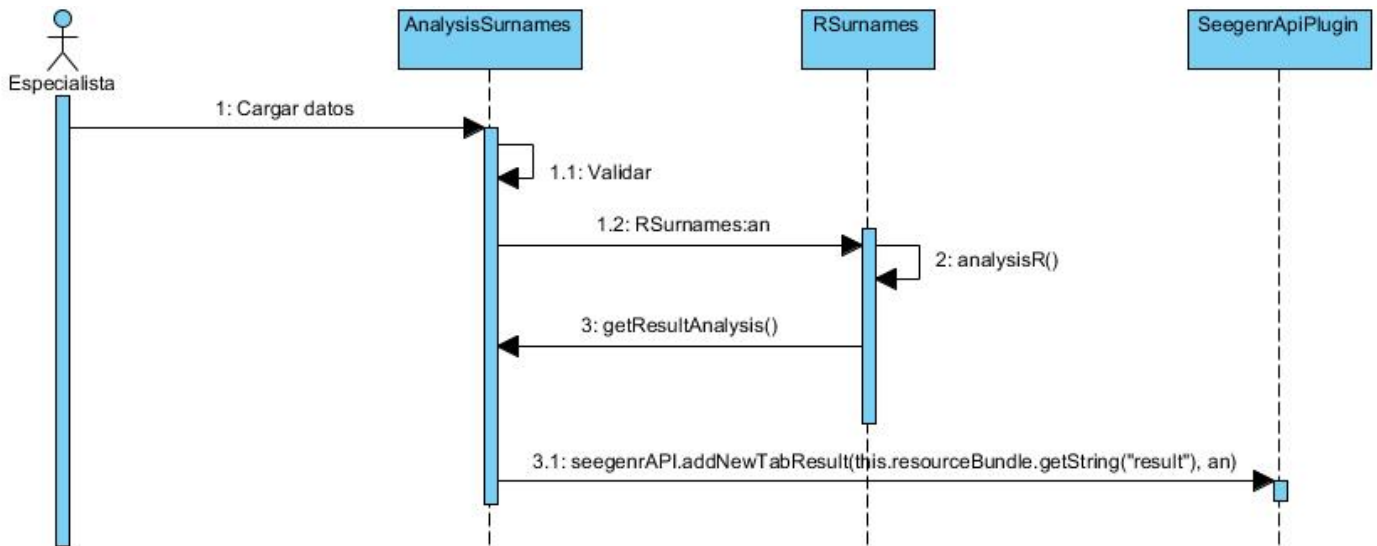 AnalysisSurnames
RSurnames
SeegenrApiPlugin
Especialista
1: Cargar datos
1.1: Validar
1.2: RSurnames:an
2: analysisR()
3: getResultAnalysis()
3.1: seegenrAPI.addNewTabResult(this.resourceBundle.getString("result"), an)